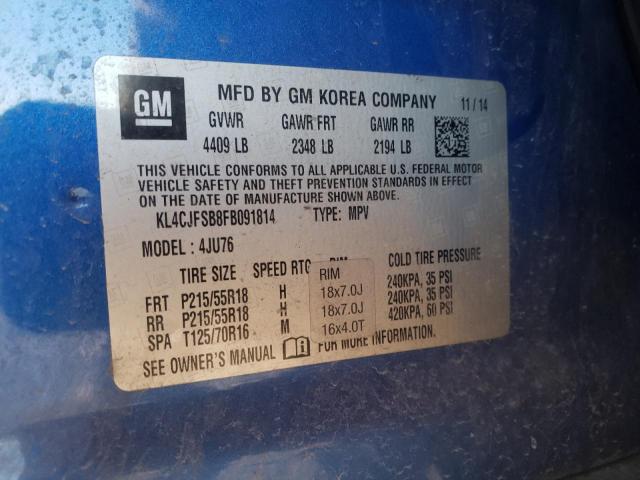 GM MFD BY GM KOREA COMPANY 11/14
GVWR GAWR FRT GAWR RR
4409 LB 2348 LB 2194 LB
THIS VEHICLE CONFORMS TO ALL APPLICABLE U.S. FEDERAL MOTOR
VEHICLE SAFETY AND THEFT PREVENTION STANDARDS IN EFFECT
ON THE DATE OF MANUFACTURE SHOWN ABOVE.
KL4CJFSB8FB091814 TYPE: MPV
MODEL : 4JU76
TIRE SIZE SPEED RTG RIM COLD TIRE PRESSURE
FRT P215/55R18 H 18x7.0J 240KPA, 35 PSI
RR P215/55R18 H 18x7.0J 240KPA, 35 PSI
SPA T125/70R16 M 16x4.0T 420KPA, 60 PSI
SEE OWNER'S MANUAL FOR MORE INFORMATION